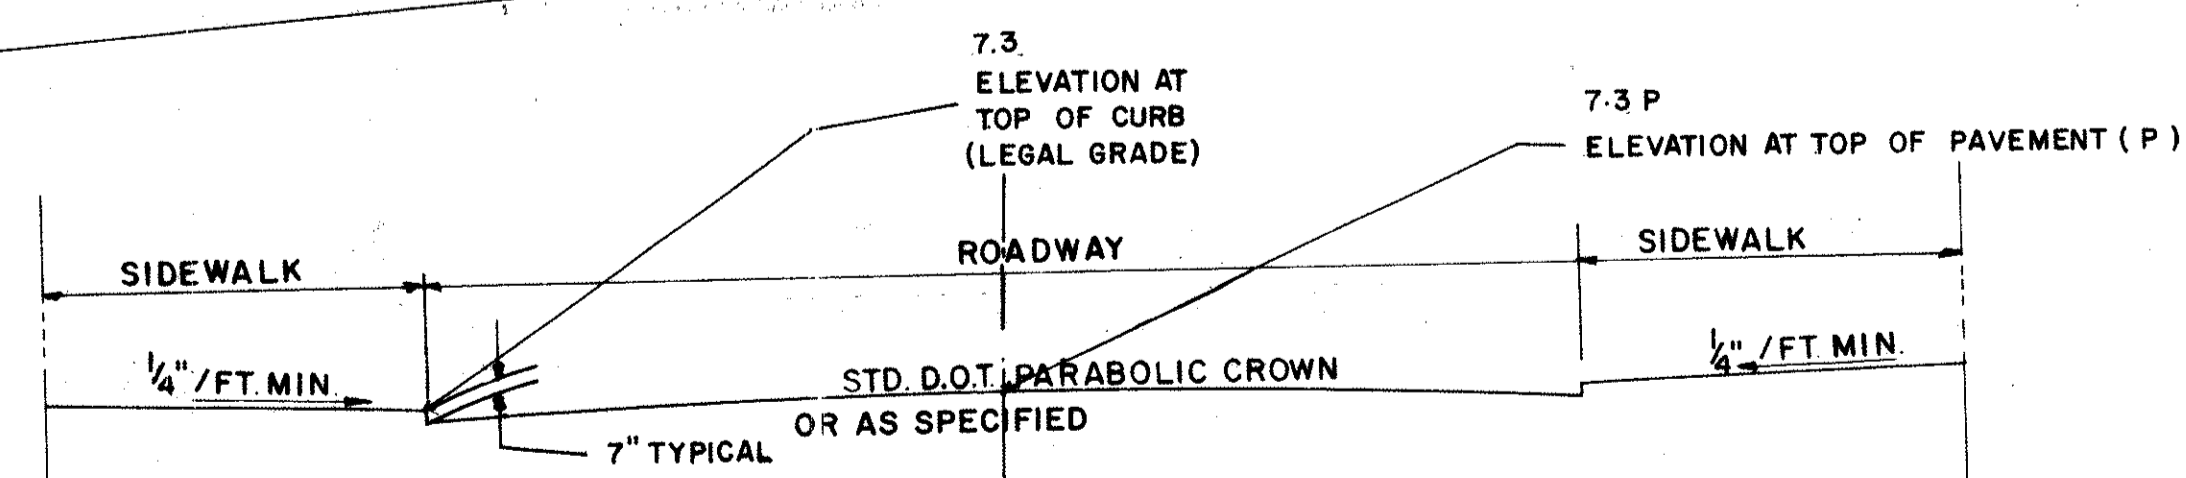 7.3
ELEVATION AT
TOP OF CURB
(LEGAL GRADE)
7.3 P
ELEVATION AT TOP OF PAVEMENT (P)
SIDEWALK
ROADWAY
SIDEWALK
1/4" /FT. MIN.
STD. D.O.T. PARABOLIC CROWN
OR AS SPECIFIED
1/4" /FT. MIN.
7" TYPICAL